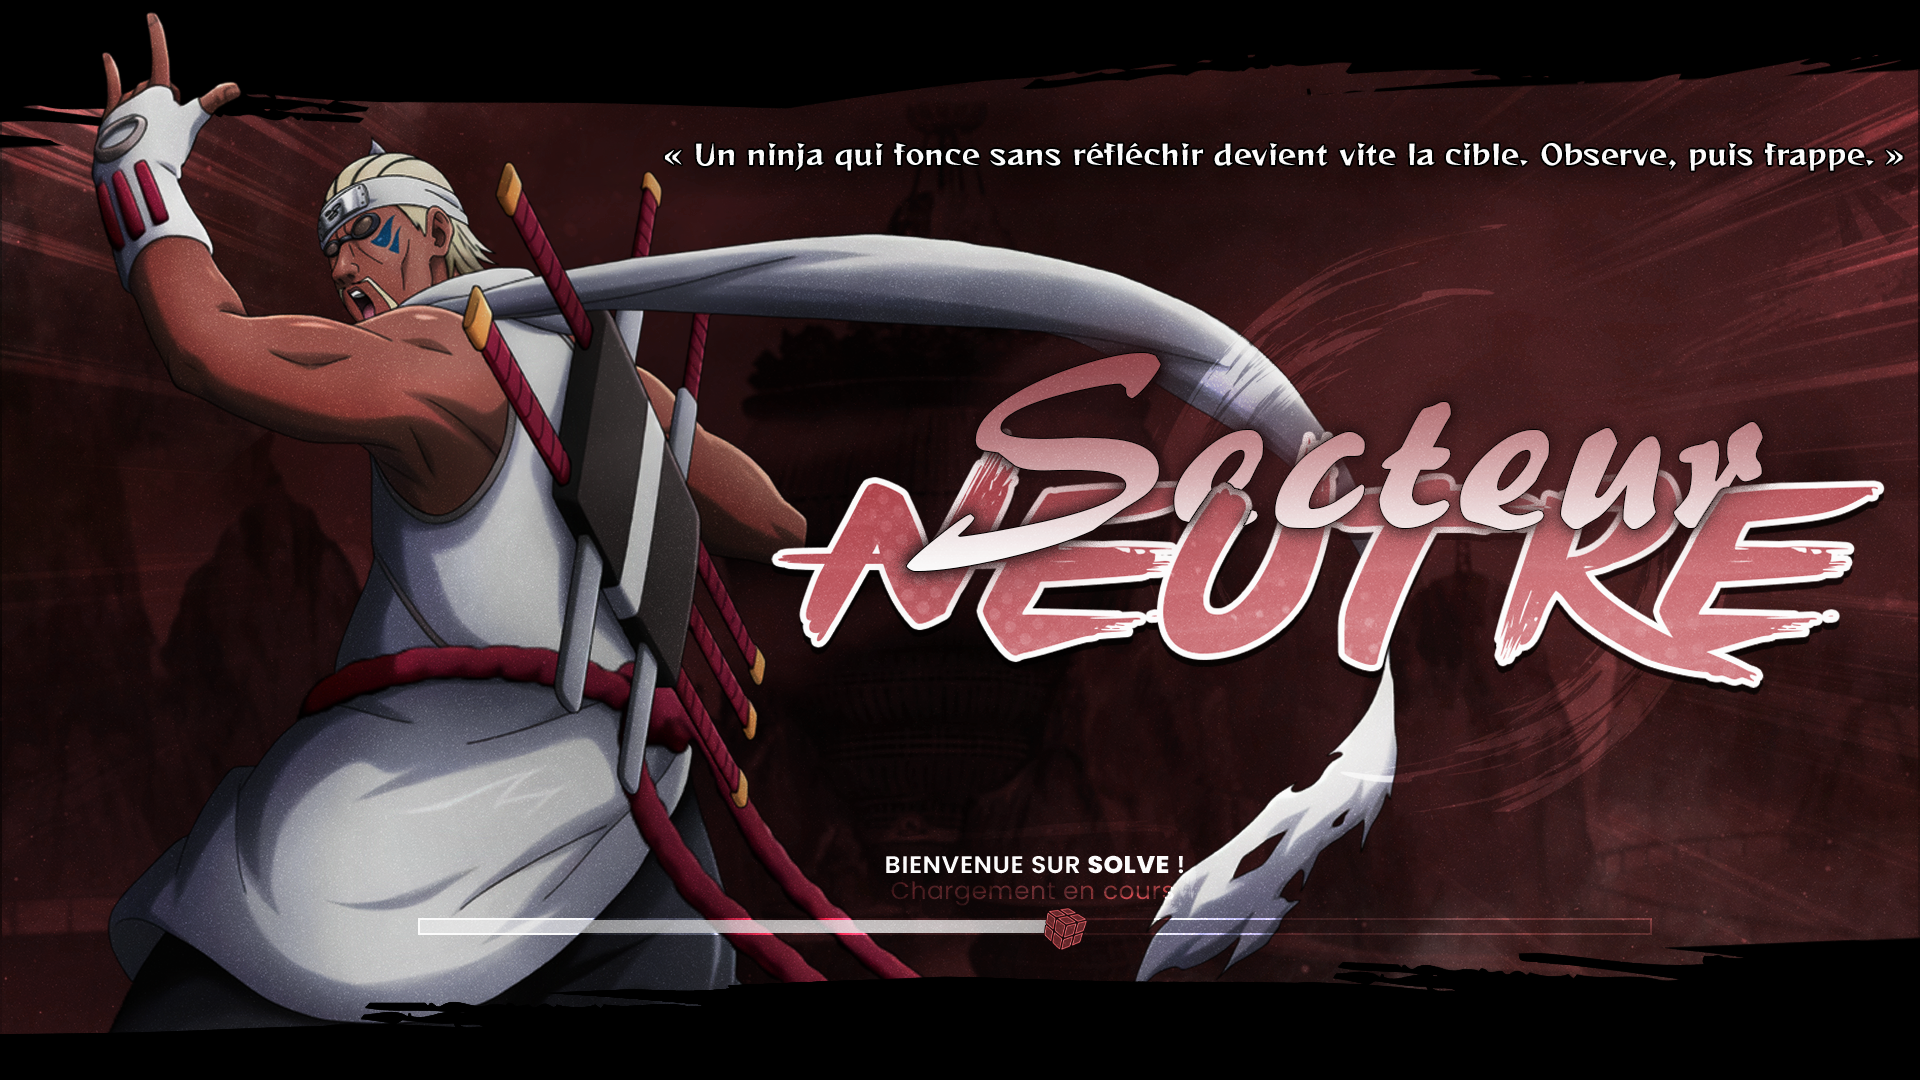 « Un ninja qui fonce sans réfléchir devient vite la cible. Observe, puis frappe. »
Secteur
NEUTRE
BIENVENUE SUR SOLVE !
Chargement en cours